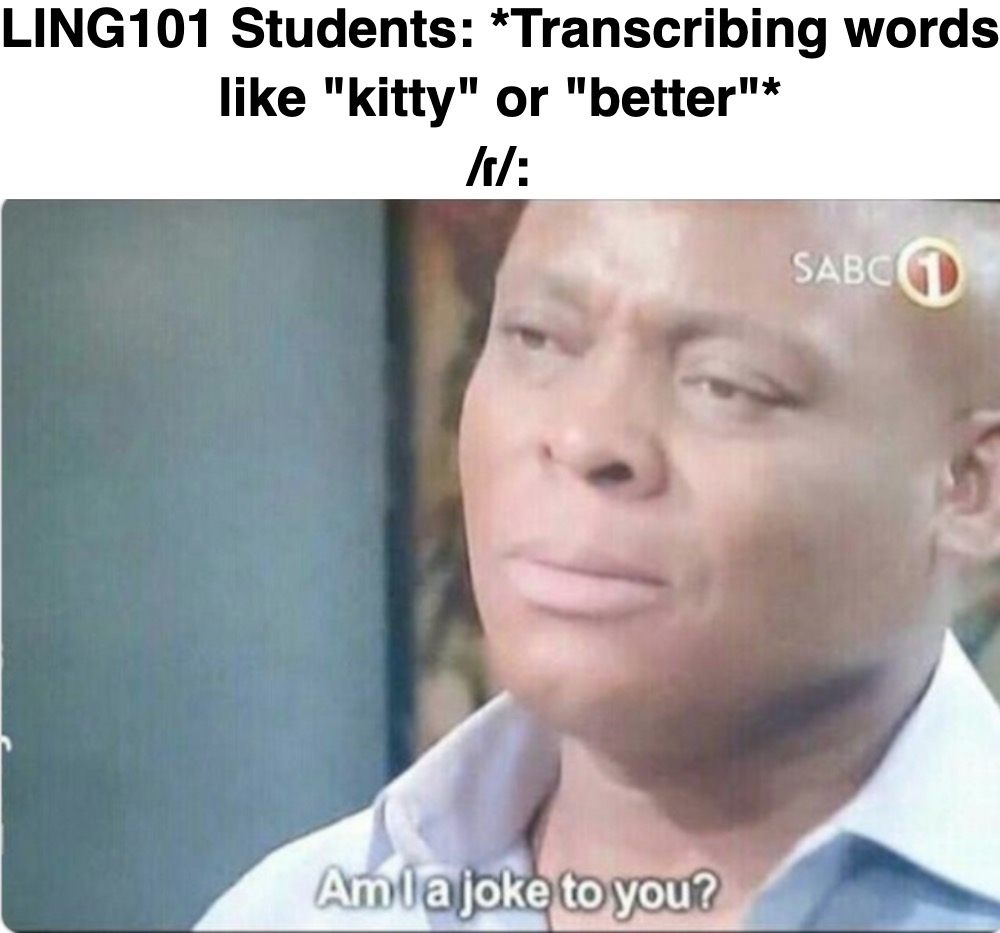 LING101 Students: *Transcribing words
like "kitty" or "better"*
/ɾ/:
SABC 1
Am I a joke to you?